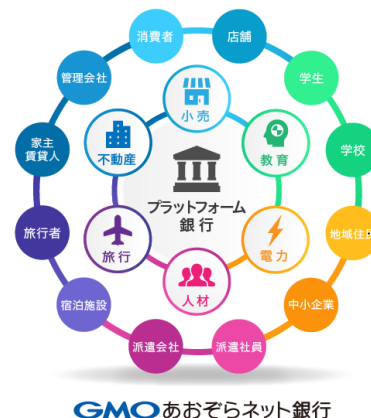 消費者
店舗
管理会社
学生
小売
家主
賃貸人
不動産
教育
学校
プラットフォーム
銀行
旅行者
旅行
電力
地域住民
人材
宿泊施設
中小企業
派遣会社
派遣社員
GMOあおぞらネット銀行